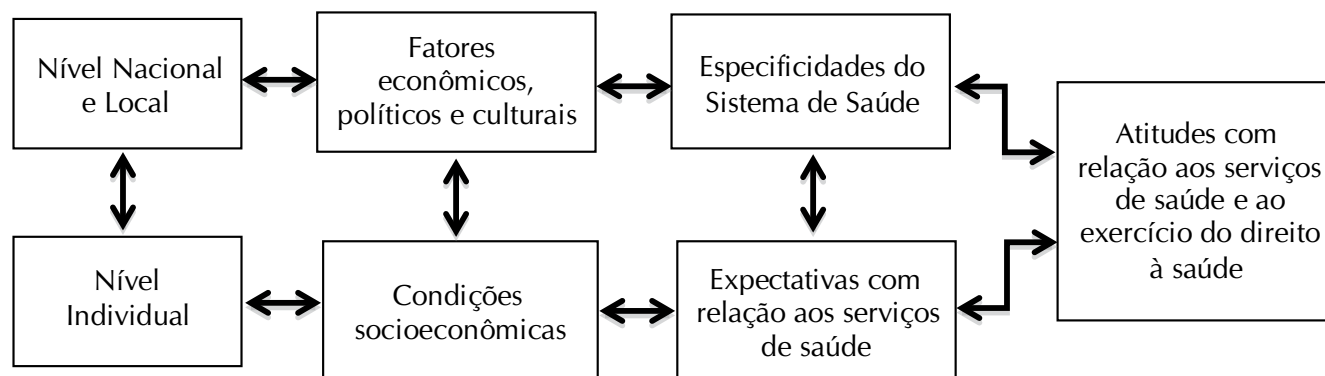 Nível Nacional
e Local
Fatores
econômicos,
políticos e culturais
Especificidades do
Sistema de Saúde
Atitudes com
relação aos serviços
de saúde e ao
exercício do direito
à saúde
Nível
Individual
Condições
socioeconômicas
Expectativas com
relação aos serviços
de saúde